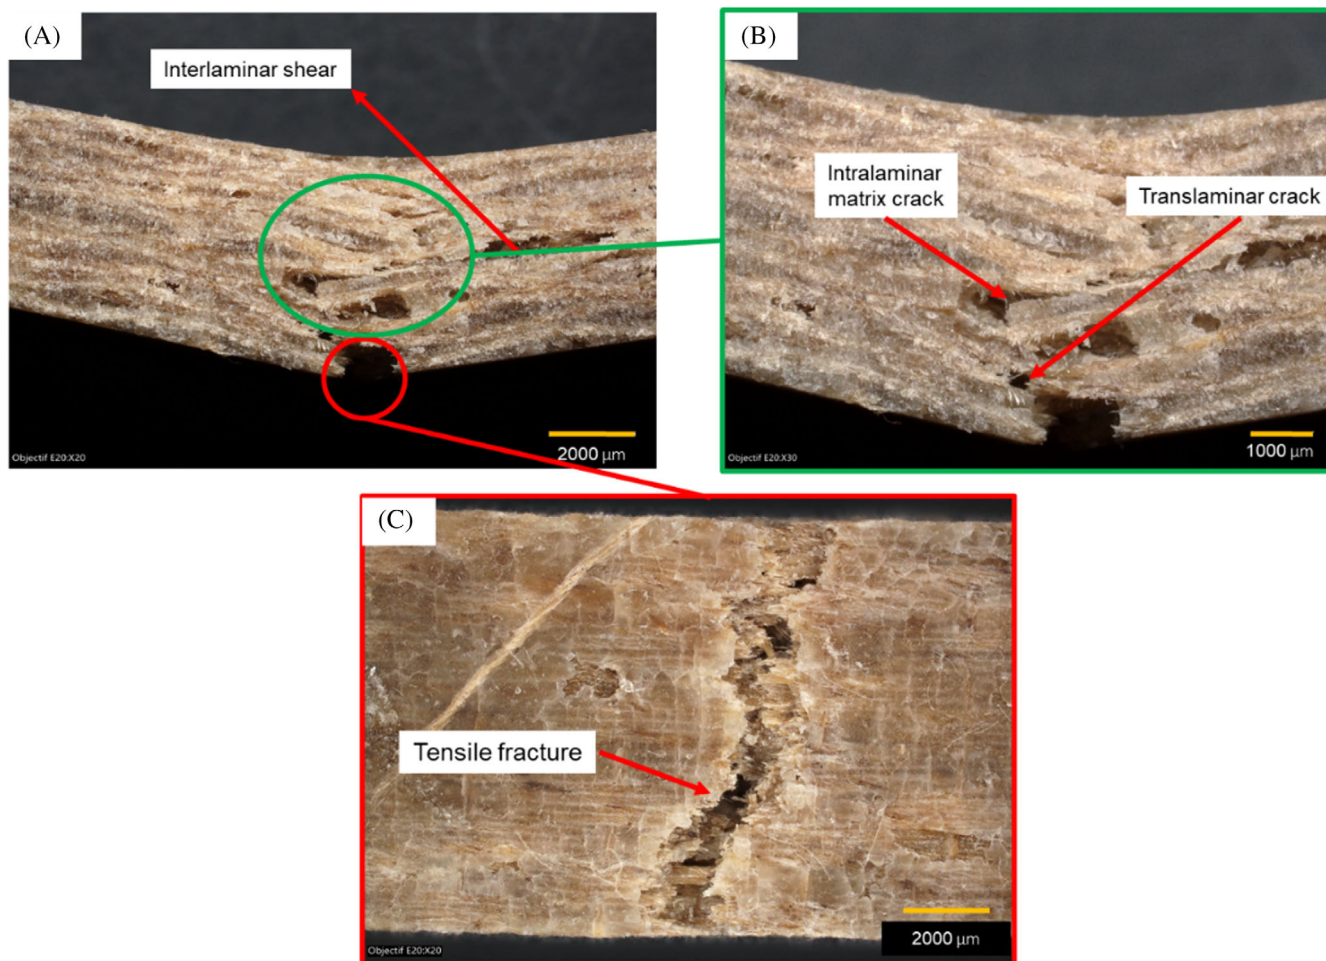 (A)
Interlaminar shear
Objectif E20:X20
2000 µm
(B)
Intralaminar
matrix crack
Translaminar crack
Objectif E20:X30
1000 µm
(C)
Tensile fracture
Objectif E20:X20
2000 µm